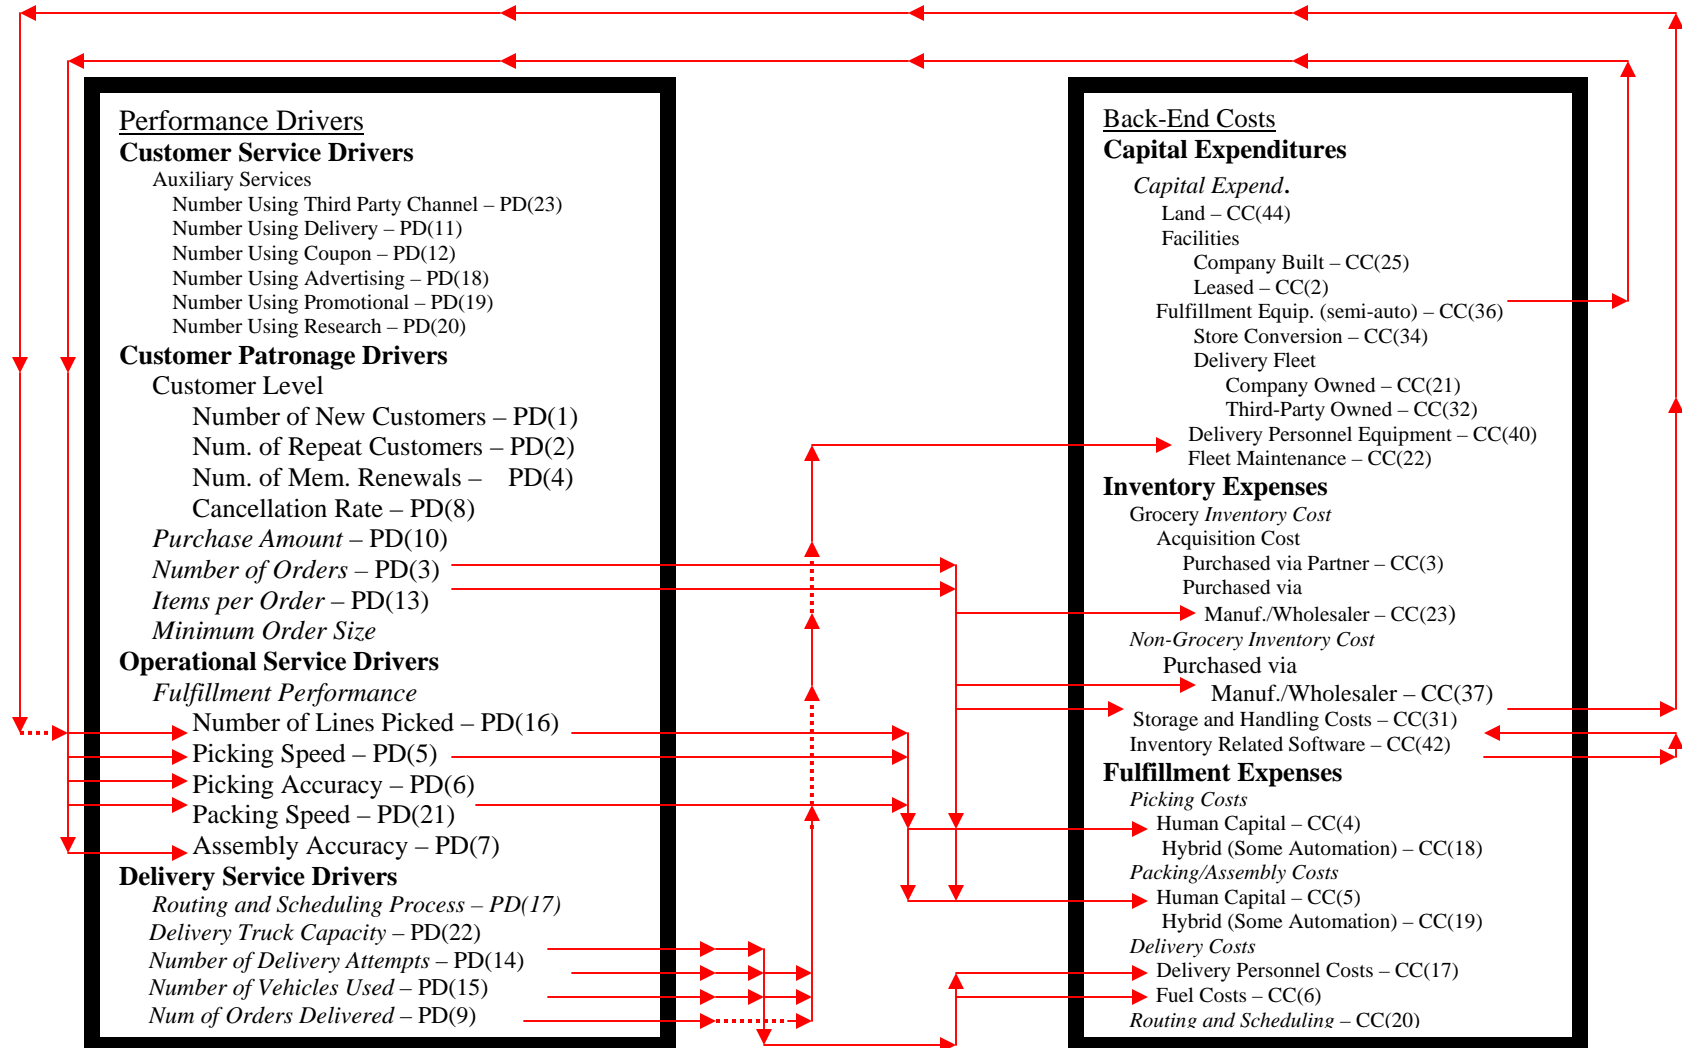 Performance Drivers
Customer Service Drivers
Auxiliary Services
Number Using Third Party Channel – PD(23)
Number Using Delivery – PD(11)
Number Using Coupon – PD(12)
Number Using Advertising – PD(18)
Number Using Promotional – PD(19)
Number Using Research – PD(20)
Customer Patronage Drivers
Customer Level
Number of New Customers – PD(1)
Num. of Repeat Customers – PD(2)
Num. of Mem. Renewals – PD(4)
Cancellation Rate – PD(8)
Purchase Amount – PD(10)
Number of Orders – PD(3)
Items per Order – PD(13)
Minimum Order Size
Operational Service Drivers
Fulfillment Performance
Number of Lines Picked – PD(16)
Picking Speed – PD(5)
Picking Accuracy – PD(6)
Packing Speed – PD(21)
Assembly Accuracy – PD(7)
Delivery Service Drivers
Routing and Scheduling Process – PD(17)
Delivery Truck Capacity – PD(22)
Number of Delivery Attempts – PD(14)
Number of Vehicles Used – PD(15)
Num of Orders Delivered – PD(9)
Back-End Costs
Capital Expenditures
Capital Expend.
Land – CC(44)
Facilities
Company Built – CC(25)
Leased – CC(2)
Fulfillment Equip. (semi-auto) – CC(36)
Store Conversion – CC(34)
Delivery Fleet
Company Owned – CC(21)
Third-Party Owned – CC(32)
Delivery Personnel Equipment – CC(40)
Fleet Maintenance – CC(22)
Inventory Expenses
Grocery Inventory Cost
Acquisition Cost
Purchased via Partner – CC(3)
Purchased via
Manuf./Wholesaler – CC(23)
Non-Grocery Inventory Cost
Purchased via
Manuf./Wholesaler – CC(37)
Storage and Handling Costs – CC(31)
Inventory Related Software – CC(42)
Fulfillment Expenses
Picking Costs
Human Capital – CC(4)
Hybrid (Some Automation) – CC(18)
Packing/Assembly Costs
Human Capital – CC(5)
Hybrid (Some Automation) – CC(19)
Delivery Costs
Delivery Personnel Costs – CC(17)
Fuel Costs – CC(6)
Routing and Scheduling – CC(20)